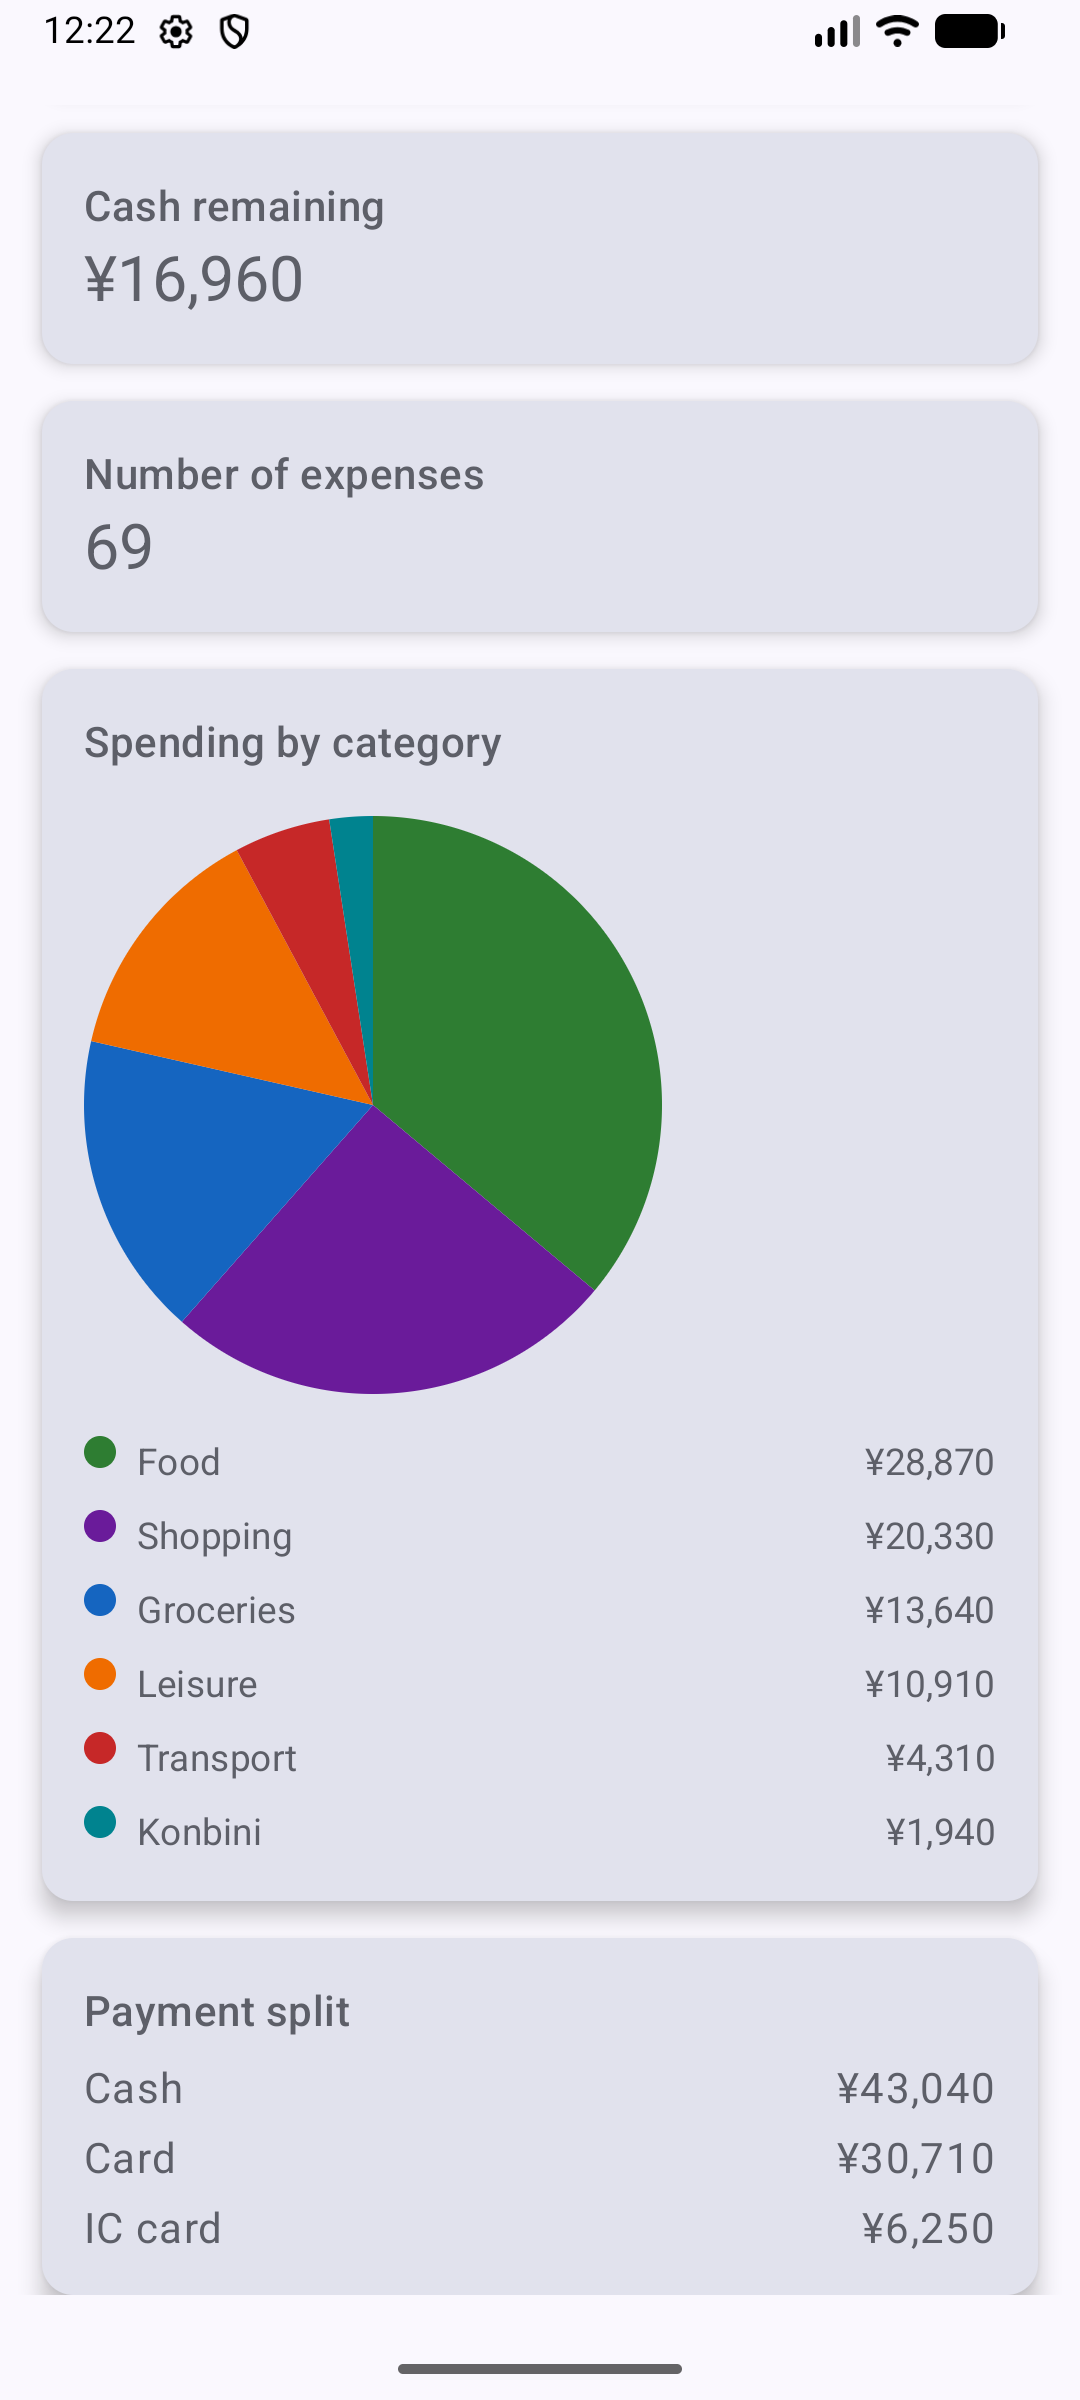 12:22
Cash remaining
¥16,960
Number of expenses
69
Spending by category
Food ¥28,870
Shopping ¥20,330
Groceries ¥13,640
Leisure ¥10,910
Transport ¥4,310
Konbini ¥1,940
Payment split
Cash ¥43,040
Card ¥30,710
IC card ¥6,250